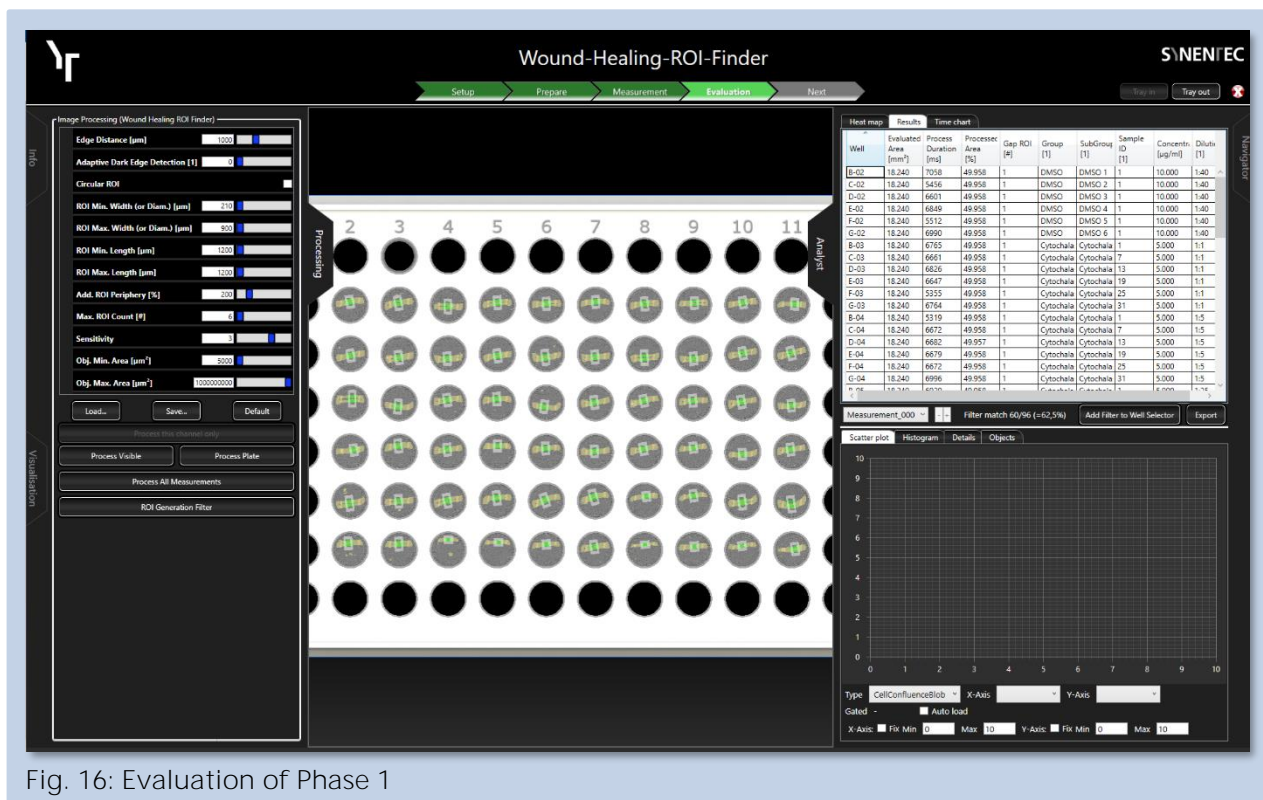 Wound-Healing-ROI-Finder
SYNENTEC
Setup Prepare Measurement Evaluation Next
Tray in Tray out
Info
Visualisation
Image Processing (Wound Healing ROI Finder)
Edge Distance [µm] 1000
Adaptive Dark Edge Detection [1] 0
Circular ROI
ROI Min. Width (or Diam.) [µm] 210
ROI Max. Width (or Diam.) [µm] 900
ROI Min. Length [µm] 1200
ROI Max. Length [µm] 1200
Add. ROI Periphery [%] 200
Max. ROI Count [#] 6
Sensitivity 3
Obj. Min. Area [µm²] 5000
Obj. Max. Area [µm²] 1000000000
Load... Save... Default
Process this channel only
Process Visible Process Plate
Process All Measurements
ROI Generation Filter
Processing
2 3 4 5 6 7 8 9 10 11
Analyst
Navigator
Heat map Results Time chart
Well Evaluated Area [mm²] Process Duration [ms] Processed Area [%] Gap ROI [#] Group [1] SubGroup [1] Sample ID [1] Concentra [µg/ml] Diluti [1]
B-02 18.240 7058 49.958 1 DMSO DMSO 1 1 10.000 1:40
C-02 18.240 5456 49.958 1 DMSO DMSO 2 1 10.000 1:40
D-02 18.240 6601 49.958 1 DMSO DMSO 3 1 10.000 1:40
E-02 18.240 6849 49.958 1 DMSO DMSO 4 1 10.000 1:40
F-02 18.240 5512 49.958 1 DMSO DMSO 5 1 10.000 1:40
G-02 18.240 6990 49.958 1 DMSO DMSO 6 1 10.000 1:40
B-03 18.240 6765 49.958 1 Cytochala Cytochala 1 5.000 1:1
C-03 18.240 6661 49.958 1 Cytochala Cytochala 7 5.000 1:1
D-03 18.240 6826 49.958 1 Cytochala Cytochala 13 5.000 1:1
E-03 18.240 6647 49.958 1 Cytochala Cytochala 19 5.000 1:1
F-03 18.240 5355 49.958 1 Cytochala Cytochala 25 5.000 1:1
G-03 18.240 6764 49.958 1 Cytochala Cytochala 31 5.000 1:1
B-04 18.240 5319 49.958 1 Cytochala Cytochala 1 5.000 1:5
C-04 18.240 6672 49.958 1 Cytochala Cytochala 7 5.000 1:5
D-04 18.240 6682 49.957 1 Cytochala Cytochala 13 5.000 1:5
E-04 18.240 6679 49.958 1 Cytochala Cytochala 19 5.000 1:5
F-04 18.240 6672 49.958 1 Cytochala Cytochala 25 5.000 1:5
G-04 18.240 6996 49.958 1 Cytochala Cytochala 31 5.000 1:5
Measurement_000 Filter match 60/96 (=62,5%) Add Filter to Well Selector Export
Scatter plot Histogram Details Objects
10
9
8
7
6
5
4
3
2
1
0
0 1 2 3 4 5 6 7 8 9 10
Type CellConfluenceBlob X-Axis Y-Axis
Gated - Auto load
X-Axis: Fix Min 0 Max 10 Y-Axis: Fix Min 0 Max 10
Fig. 16: Evaluation of Phase 1